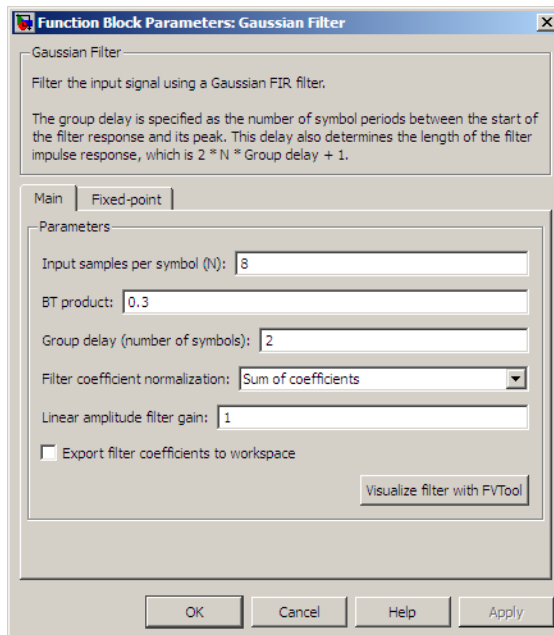 Function Block Parameters: Gaussian Filter
Gaussian Filter
Filter the input signal using a Gaussian FIR filter.
The group delay is specified as the number of symbol periods between the start of
the filter response and its peak. This delay also determines the length of the filter
impulse response, which is 2 * N * Group delay + 1.
Main Fixed-point
Parameters
Input samples per symbol (N): 8
BT product: 0.3
Group delay (number of symbols): 2
Filter coefficient normalization: Sum of coefficients
Linear amplitude filter gain: 1
Export filter coefficients to workspace
Visualize filter with FVTool
OK Cancel Help Apply